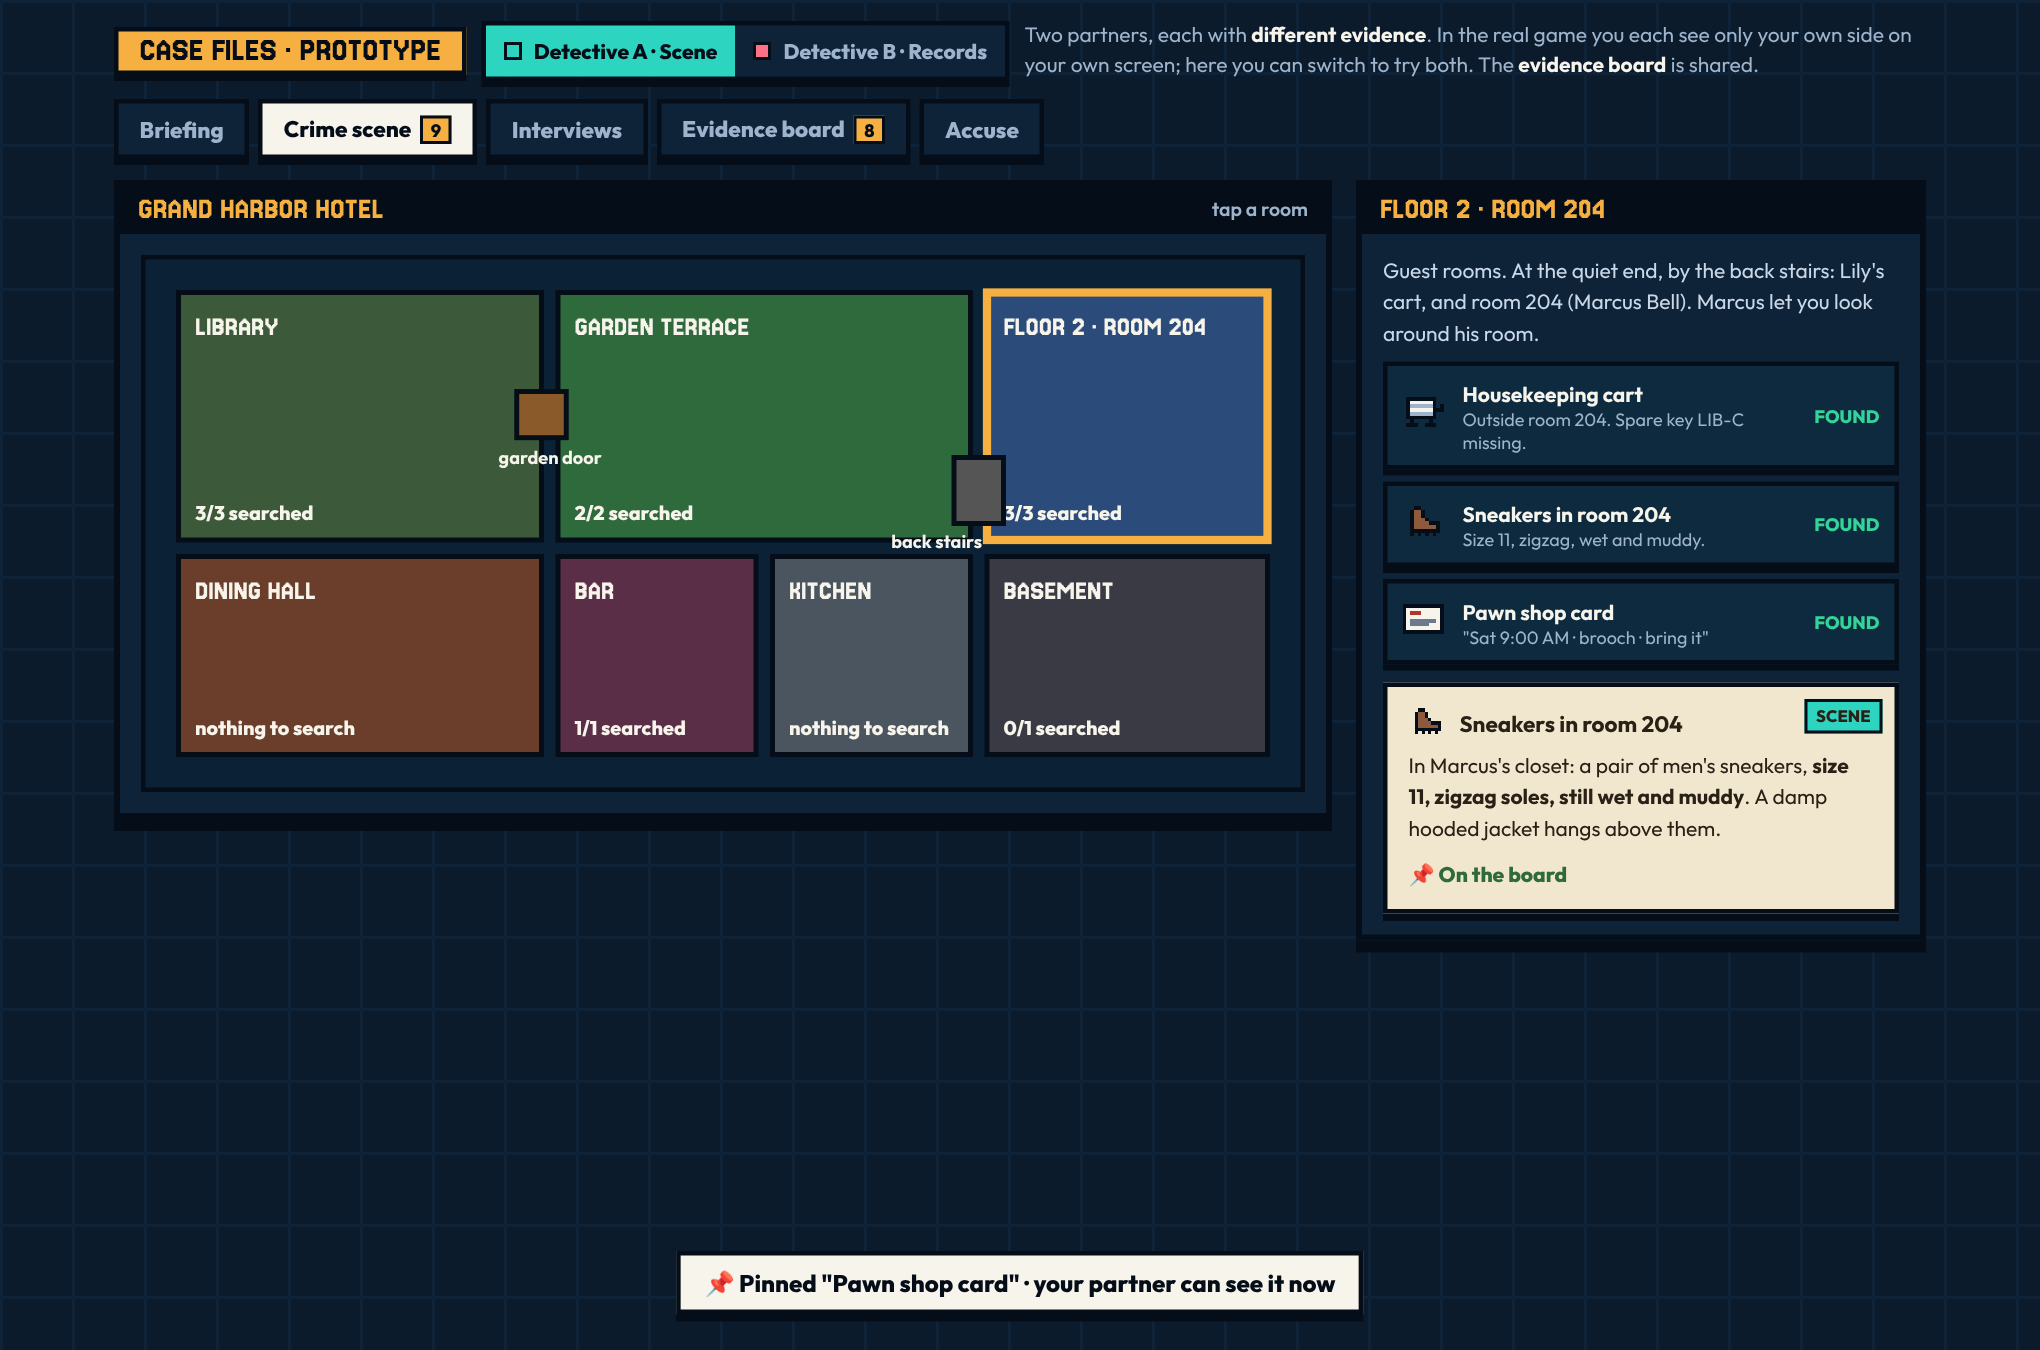 CASE FILES · PROTOTYPE
Detective A · Scene
Detective B · Records
Two partners, each with different evidence. In the real game you each see only your own side on
your own screen; here you can switch to try both. The evidence board is shared.
Briefing
Crime scene 9
Interviews
Evidence board 8
Accuse
GRAND HARBOR HOTEL
tap a room
LIBRARY
3/3 searched
garden door
GARDEN TERRACE
2/2 searched
back stairs
FLOOR 2 · ROOM 204
3/3 searched
DINING HALL
nothing to search
BAR
1/1 searched
KITCHEN
nothing to search
BASEMENT
0/1 searched
FLOOR 2 · ROOM 204
Guest rooms. At the quiet end, by the back stairs: Lily's
cart, and room 204 (Marcus Bell). Marcus let you look
around his room.
Housekeeping cart
Outside room 204. Spare key LIB-C
missing.
FOUND
Sneakers in room 204
Size 11, zigzag, wet and muddy.
FOUND
Pawn shop card
"Sat 9:00 AM · brooch · bring it"
FOUND
Sneakers in room 204
SCENE
In Marcus's closet: a pair of men's sneakers, size
11, zigzag soles, still wet and muddy. A damp
hooded jacket hangs above them.
📌 On the board
📌 Pinned "Pawn shop card" · your partner can see it now